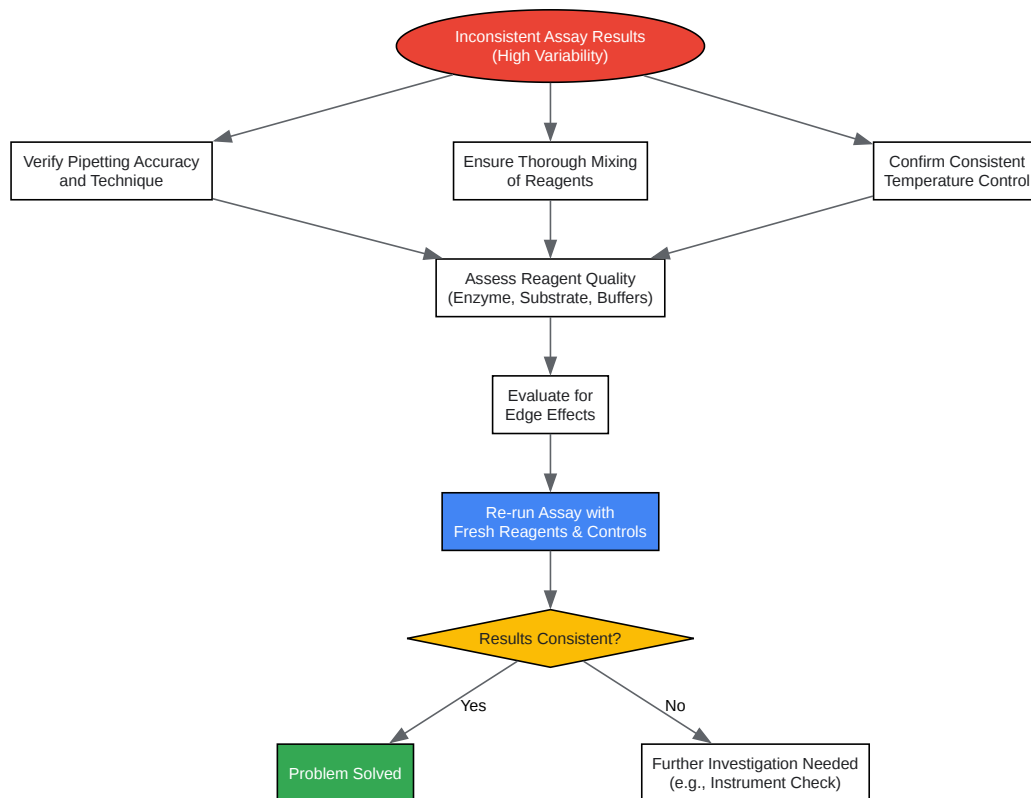 Inconsistent Assay Results
(High Variability)
Verify Pipetting Accuracy
and Technique
Ensure Thorough Mixing
of Reagents
Confirm Consistent
Temperature Control
Assess Reagent Quality
(Enzyme, Substrate, Buffers)
Evaluate for
Edge Effects
Re-run Assay with
Fresh Reagents & Controls
Results Consistent?
Yes
No
Problem Solved
Further Investigation Needed
(e.g., Instrument Check)